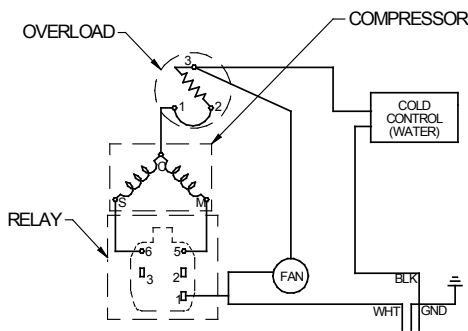 COMPRESSOR
OVERLOAD
3
1
2
COLD
CONTROL
(WATER)
C
S
M
RELAY
6
5
3
2
1
FAN
BLK
WHT
GND